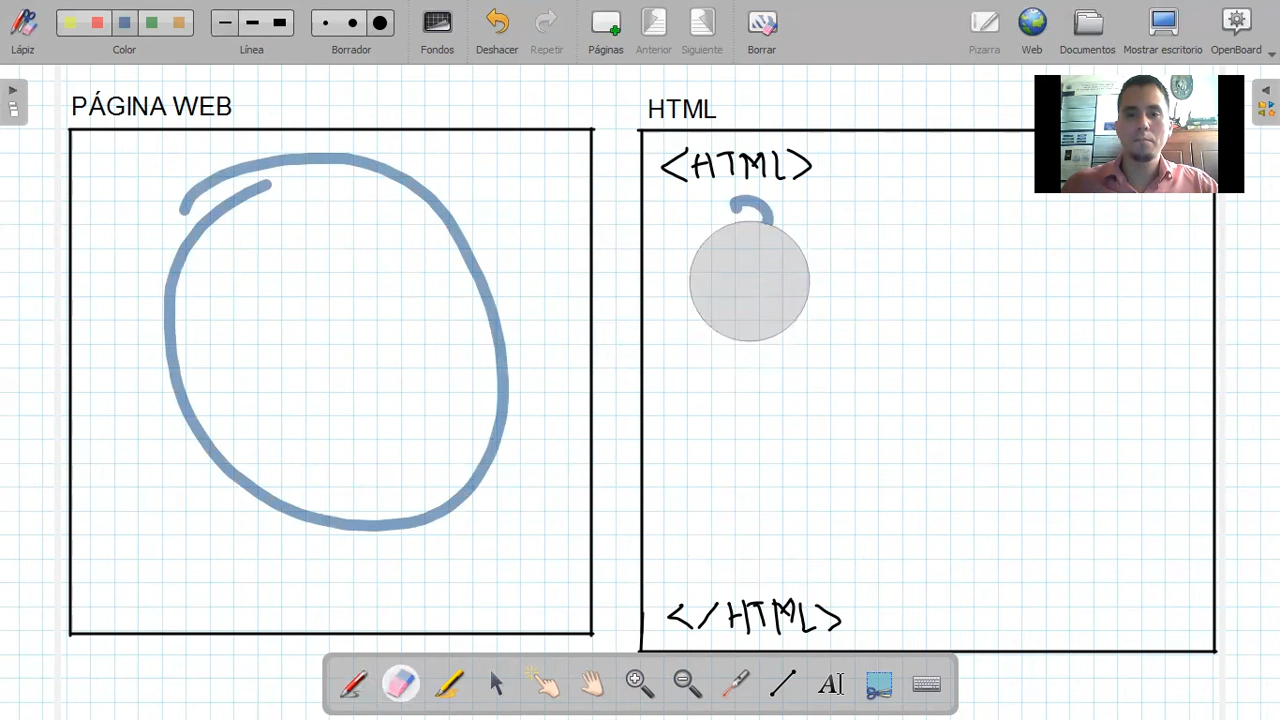 Lápiz Color Línea Borrador Fondos Deshacer Repetir Páginas Anterior Siguiente Borrar Pizarra Web Documentos Mostrar escritorio OpenBoard
PÁGINA WEB
HTML
<HTML>
</HTML>
AI